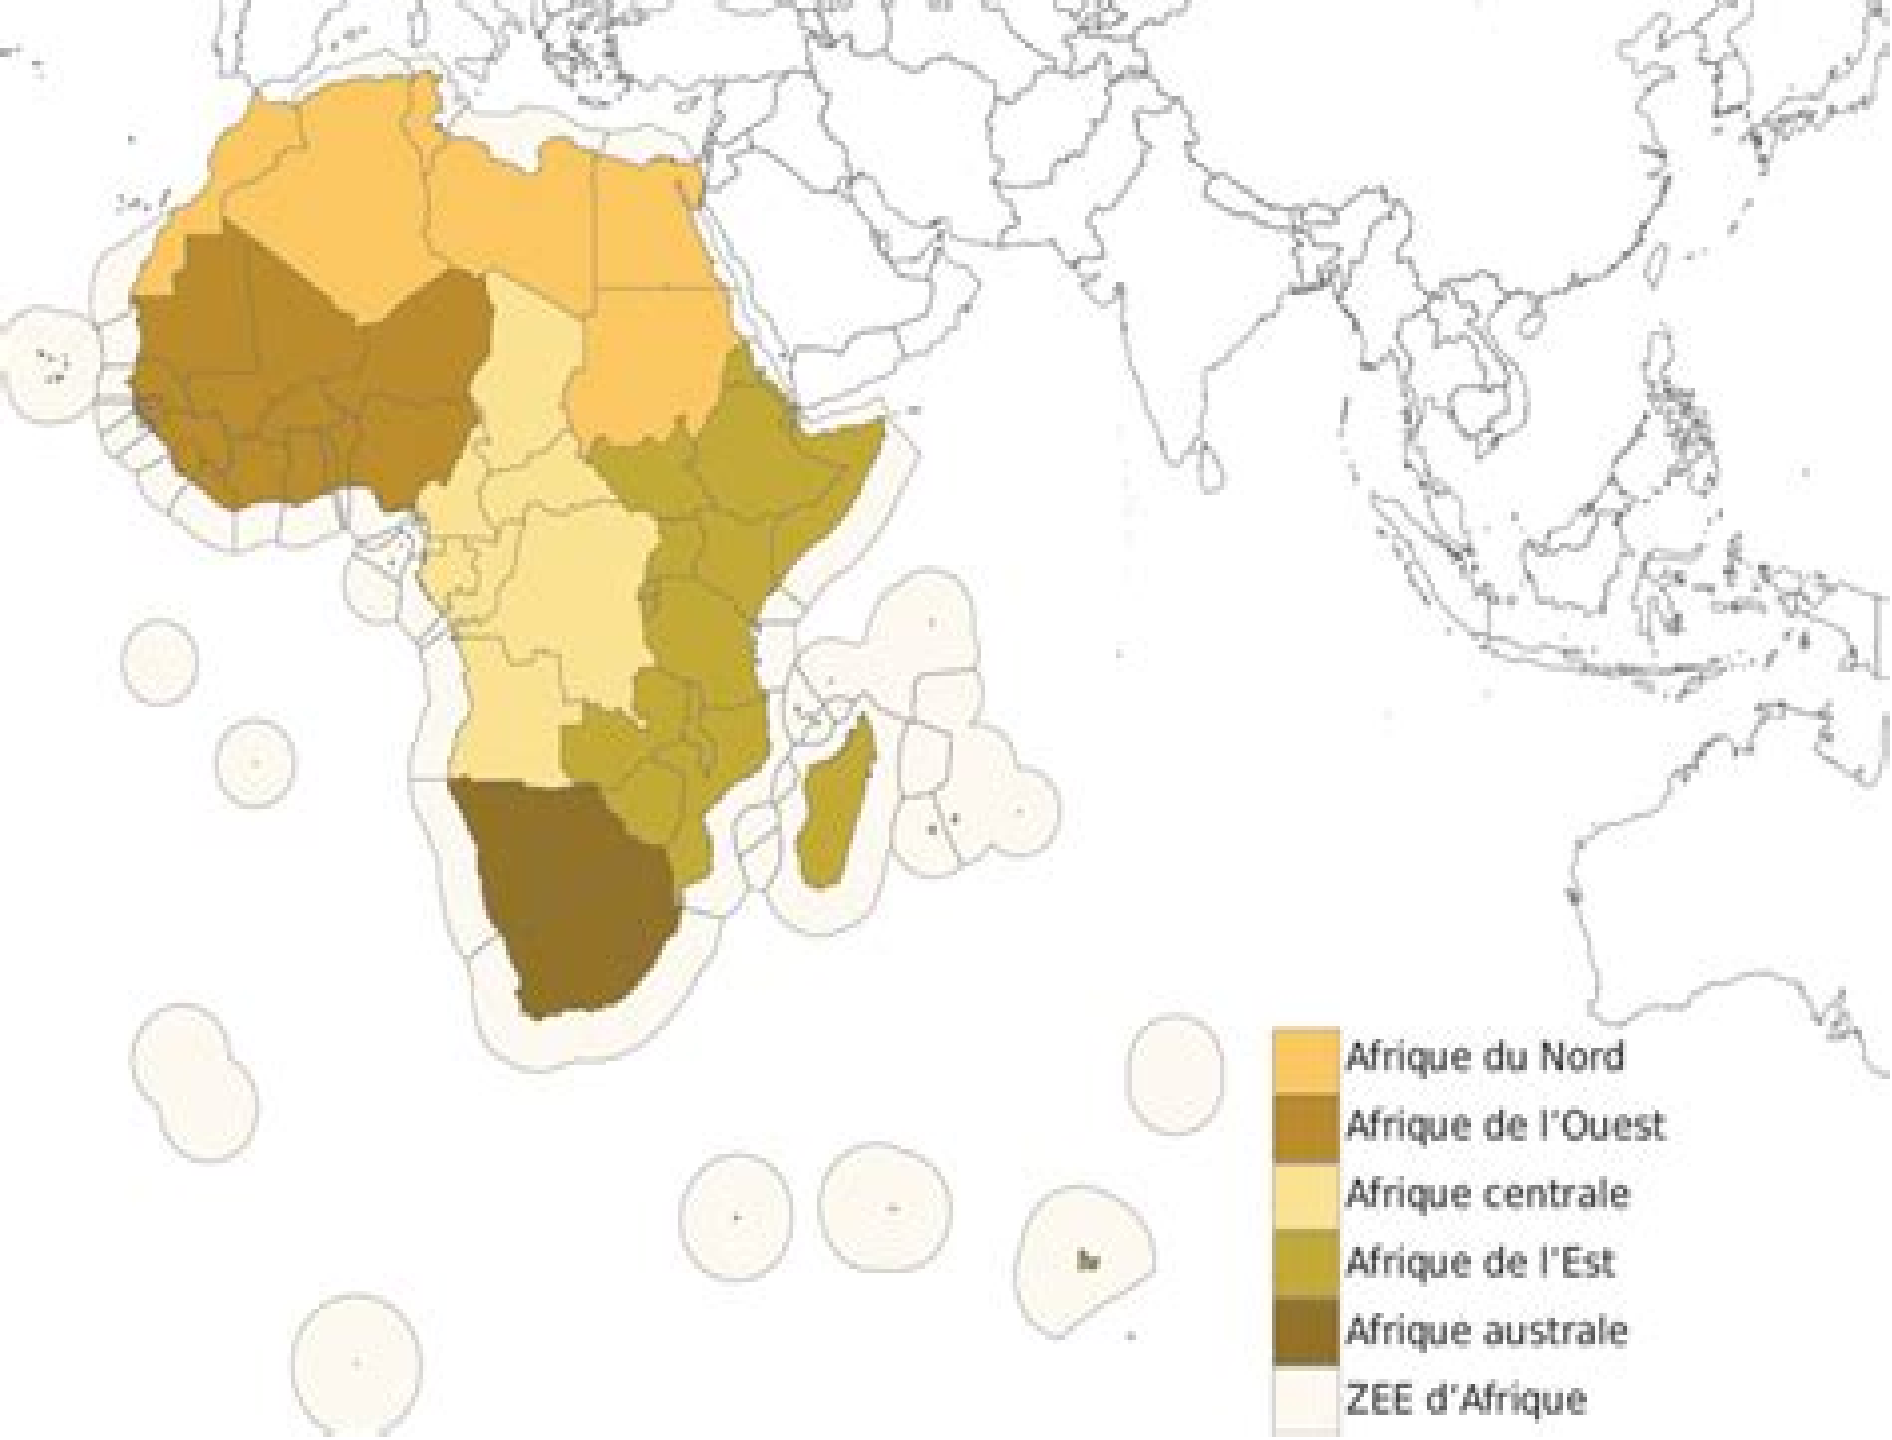 Afrique du Nord
Afrique de l'Ouest
Afrique centrale
Afrique de l'Est
Afrique australe
ZEE d'Afrique